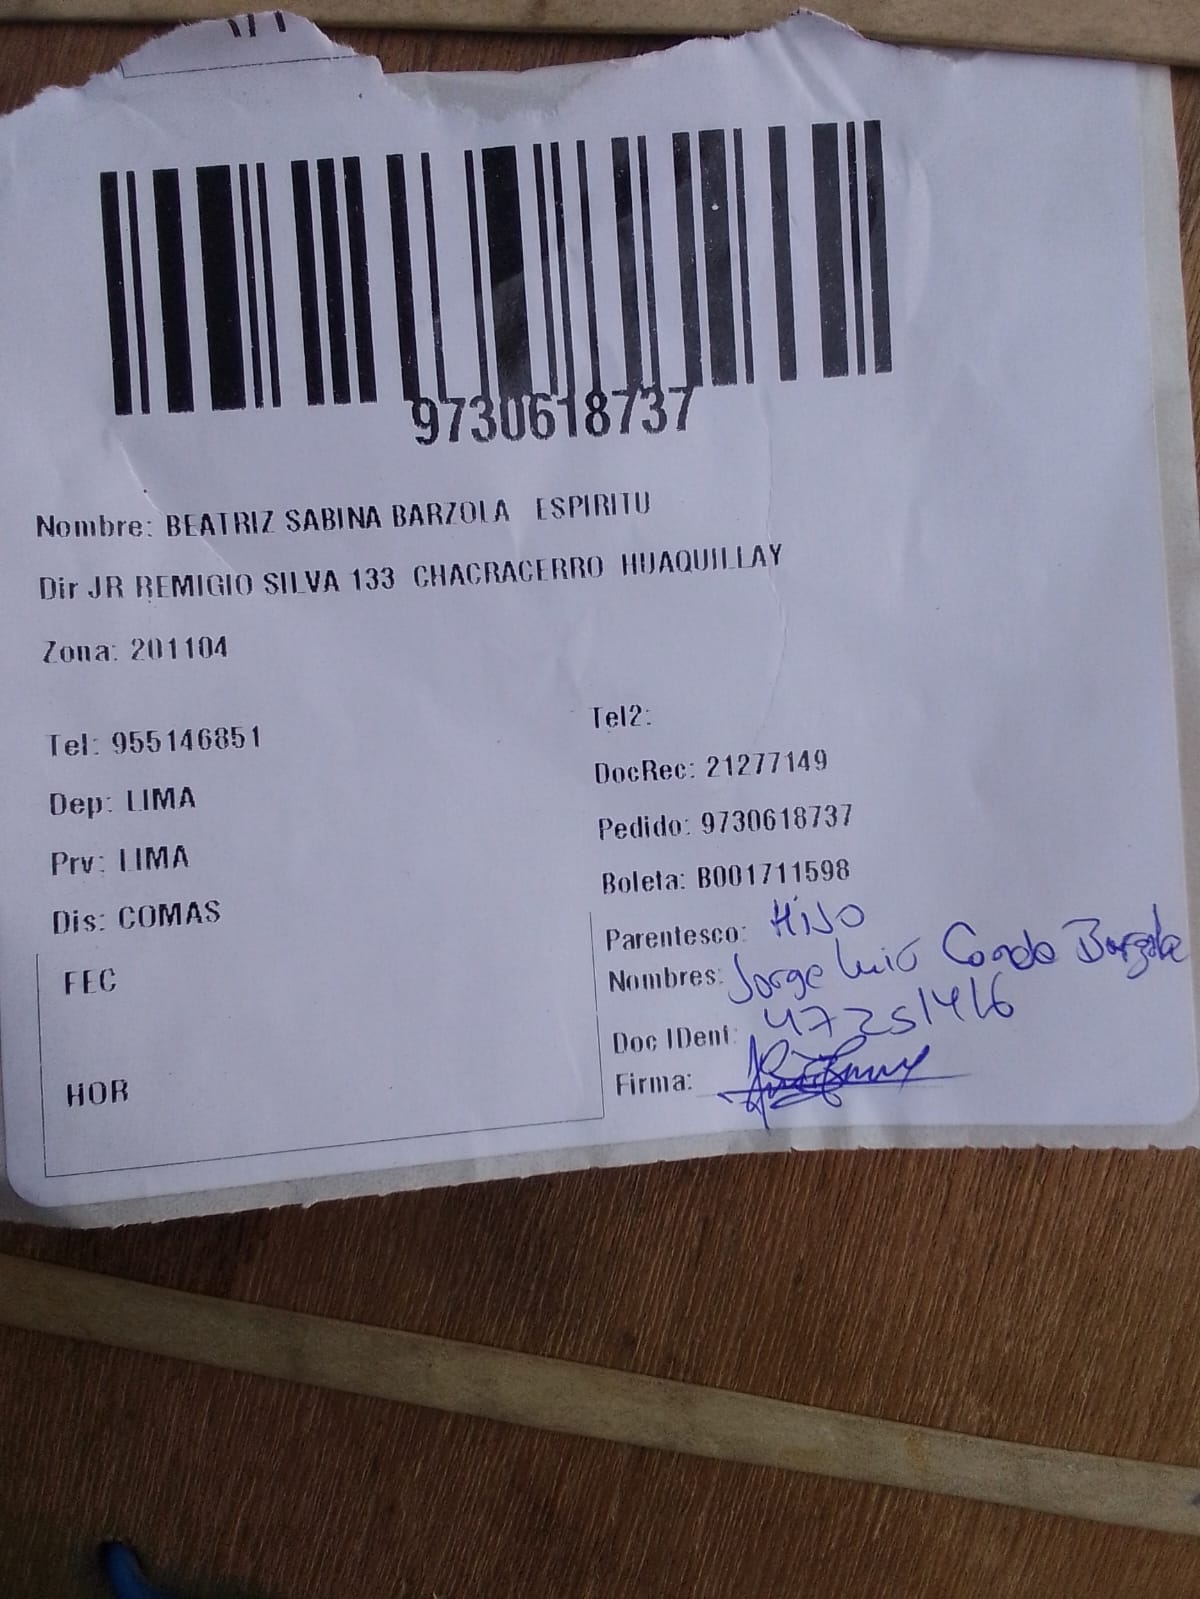 9730618737
Nombre: BEATRIZ SABINA BARZOLA ESPIRITU
Dir JR REMIGIO SILVA 133 CHACRACERRO HUAQUILLAY
Zona: 201104
Tel: 955146851
Dep: LIMA
Prv: LIMA
Dis: COMAS
FEC
HOR
Tel2:
DocRec: 21277149
Pedido: 9730618737
Boleta: B001711598
Parentesco: HiJO
Nombres: Jorge Luis Conde Barzola
Doc IDent: 47251416
Firma: